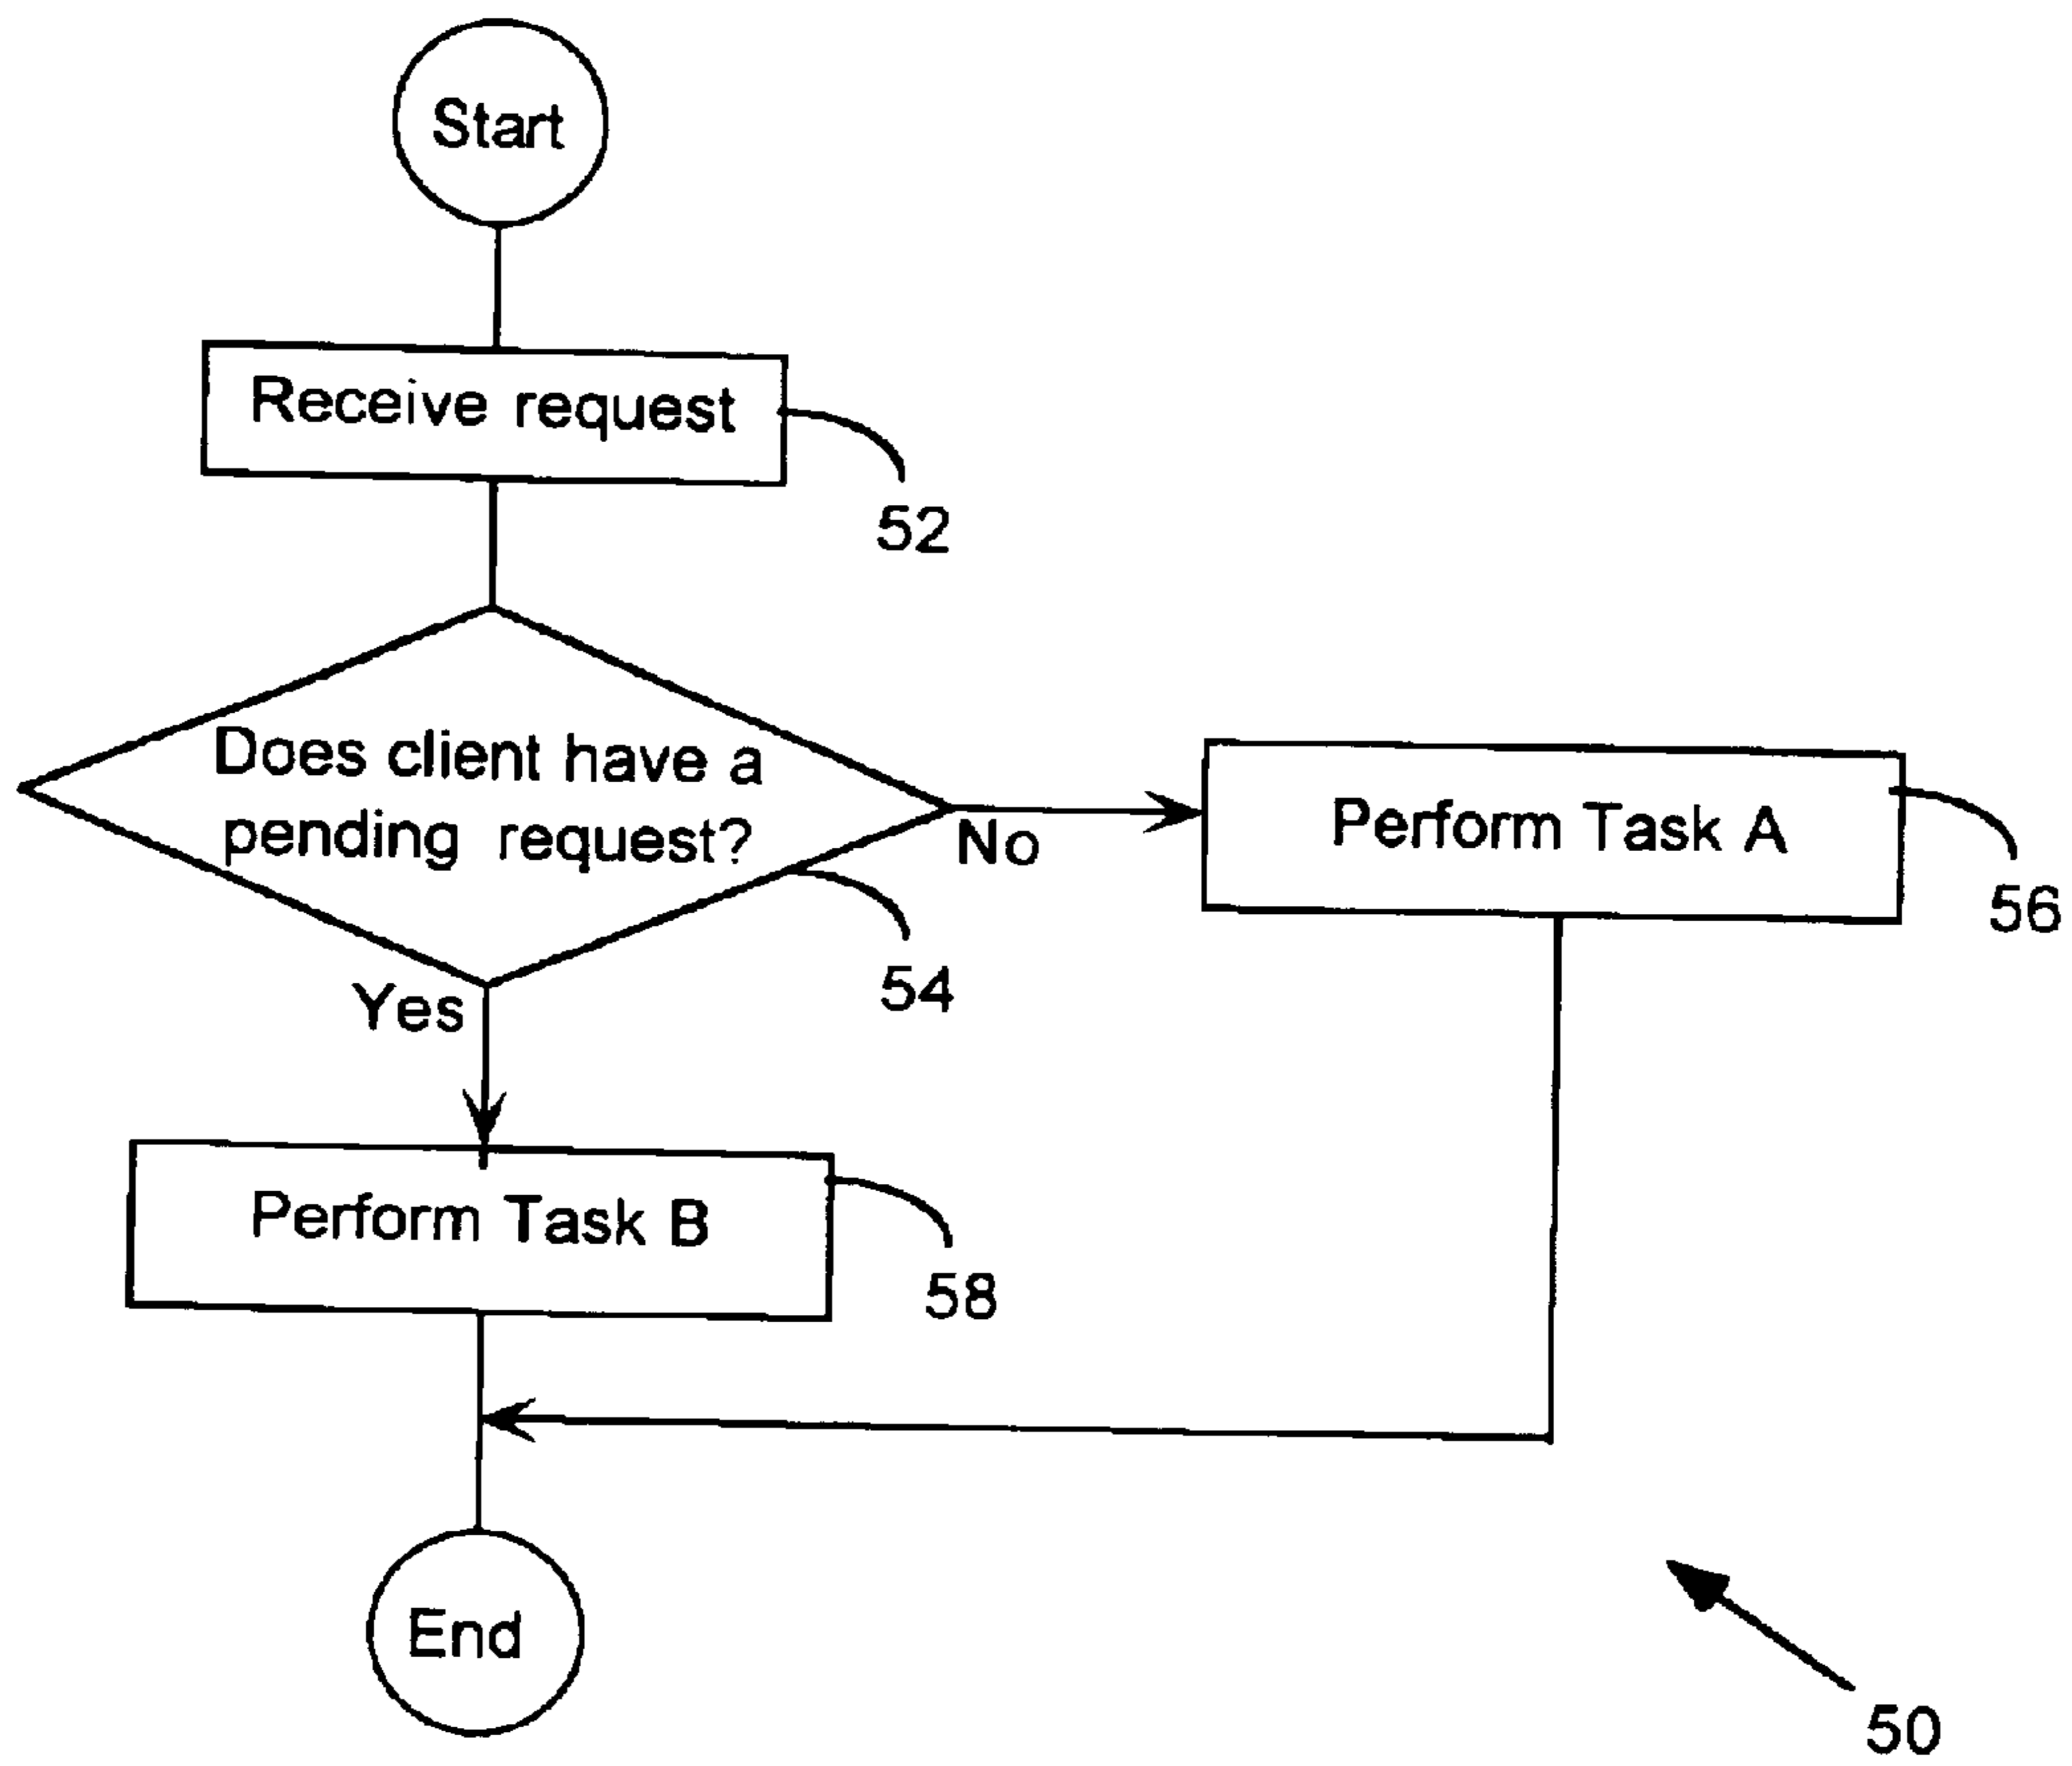 Start
Receive request
52
Does client have a
pending request?
No
Perform Task A
56
54
Yes
Perform Task B
58
End
50